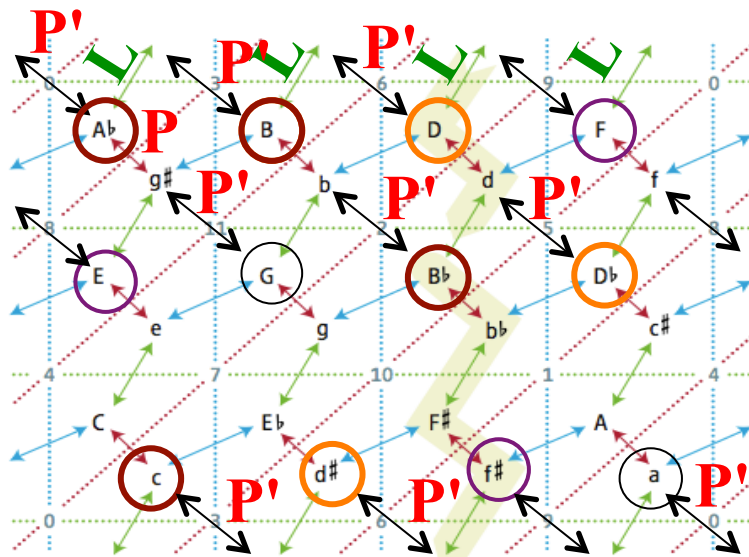 P' L P' L P' L L
0 3 6 9 0
A♭ P B D F
g♯ b d f
P' P' P'
8 11 2 5 8
E G B♭ D♭
e g b♭ c♯
4 7 10 1 4
C E♭ F♯ A
c d♯ f♯ a
P' P' P'
0 3 6 9 0